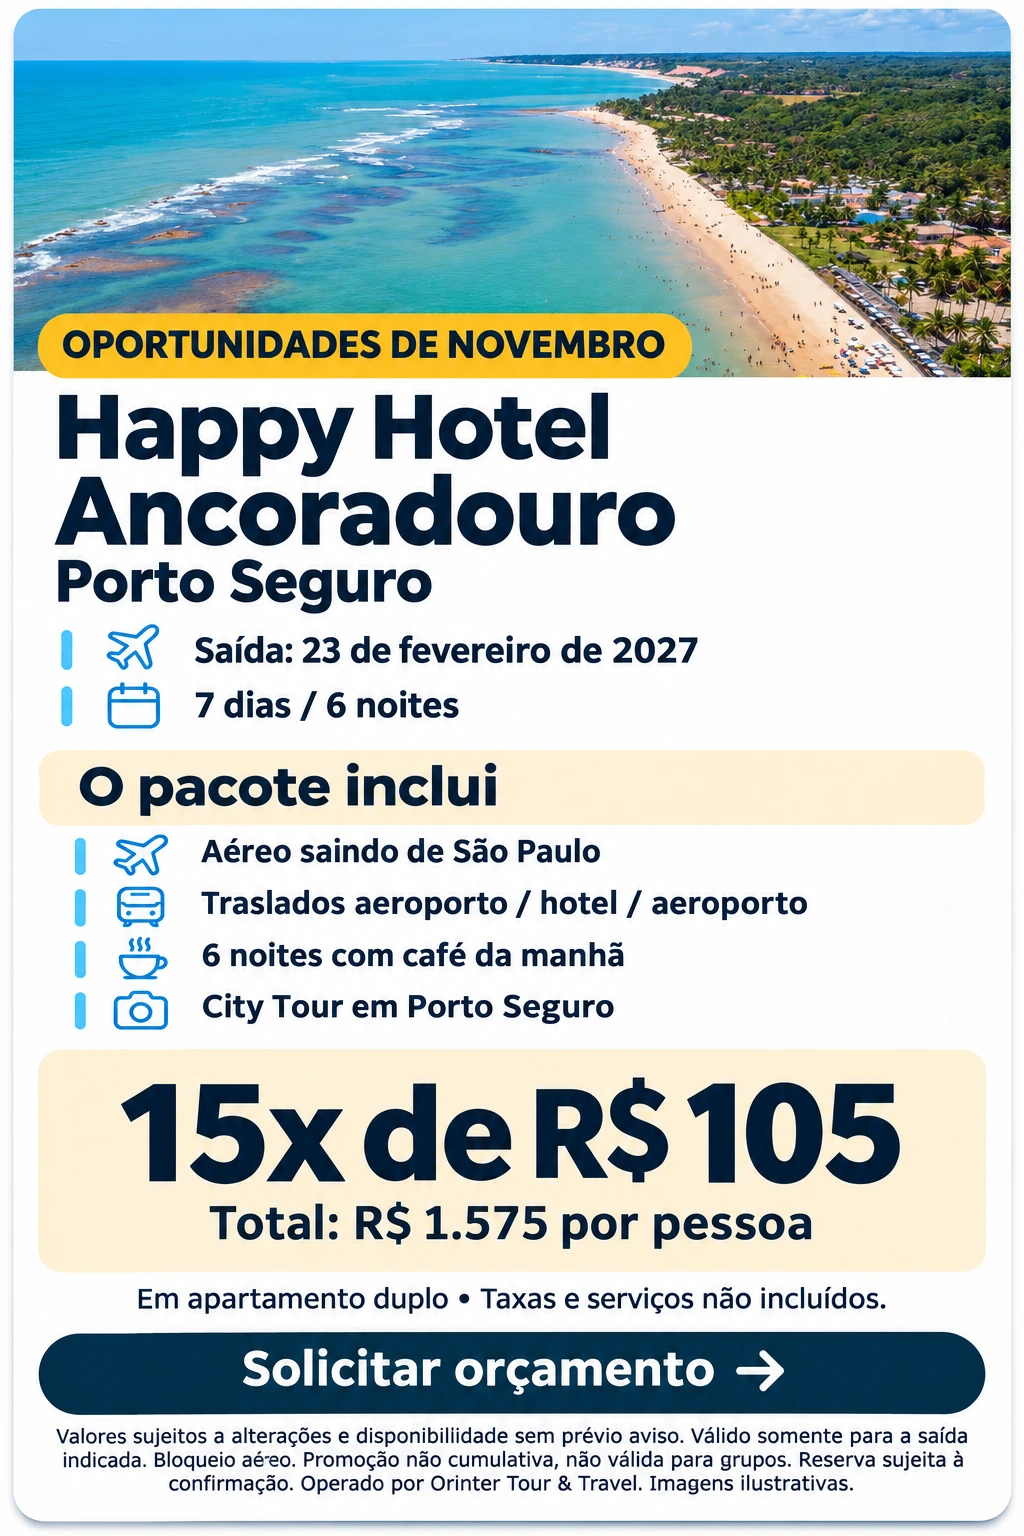 OPORTUNIDADES DE NOVEMBRO
Happy Hotel
Ancoradouro
Porto Seguro
Saída: 23 de fevereiro de 2027
7 dias / 6 noites
O pacote inclui
Aéreo saindo de São Paulo
Traslados aeroporto / hotel / aeroporto
6 noites com café da manhã
City Tour em Porto Seguro
15x de R$ 105
Total: R$ 1.575 por pessoa
Em apartamento duplo • Taxas e serviços não incluídos.
Solicitar orçamento →
Valores sujeitos a alterações e disponibilidade sem prévio aviso. Válido somente para a saída
indicada. Bloqueio aéreo. Promoção não cumulativa, não válida para grupos. Reserva sujeita à
confirmação. Operado por Orinter Tour & Travel. Imagens ilustrativas.